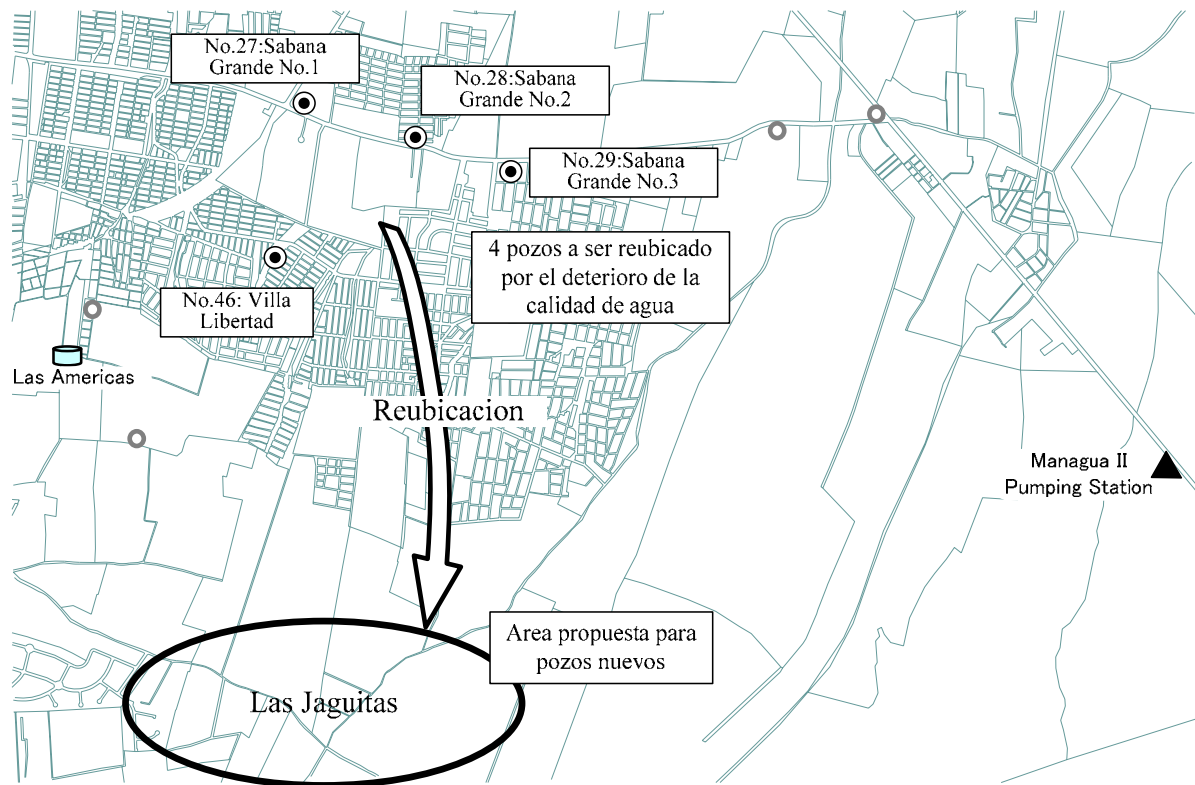 No.27:Sabana
Grande No.1
No.28:Sabana
Grande No.2
No.29:Sabana
Grande No.3
4 pozos a ser reubicado
por el deterioro de la
calidad de agua
No.46: Villa
Libertad
Las Americas
Reubicacion
Managua II
Pumping Station
Area propuesta para
pozos nuevos
Las Jaguitas